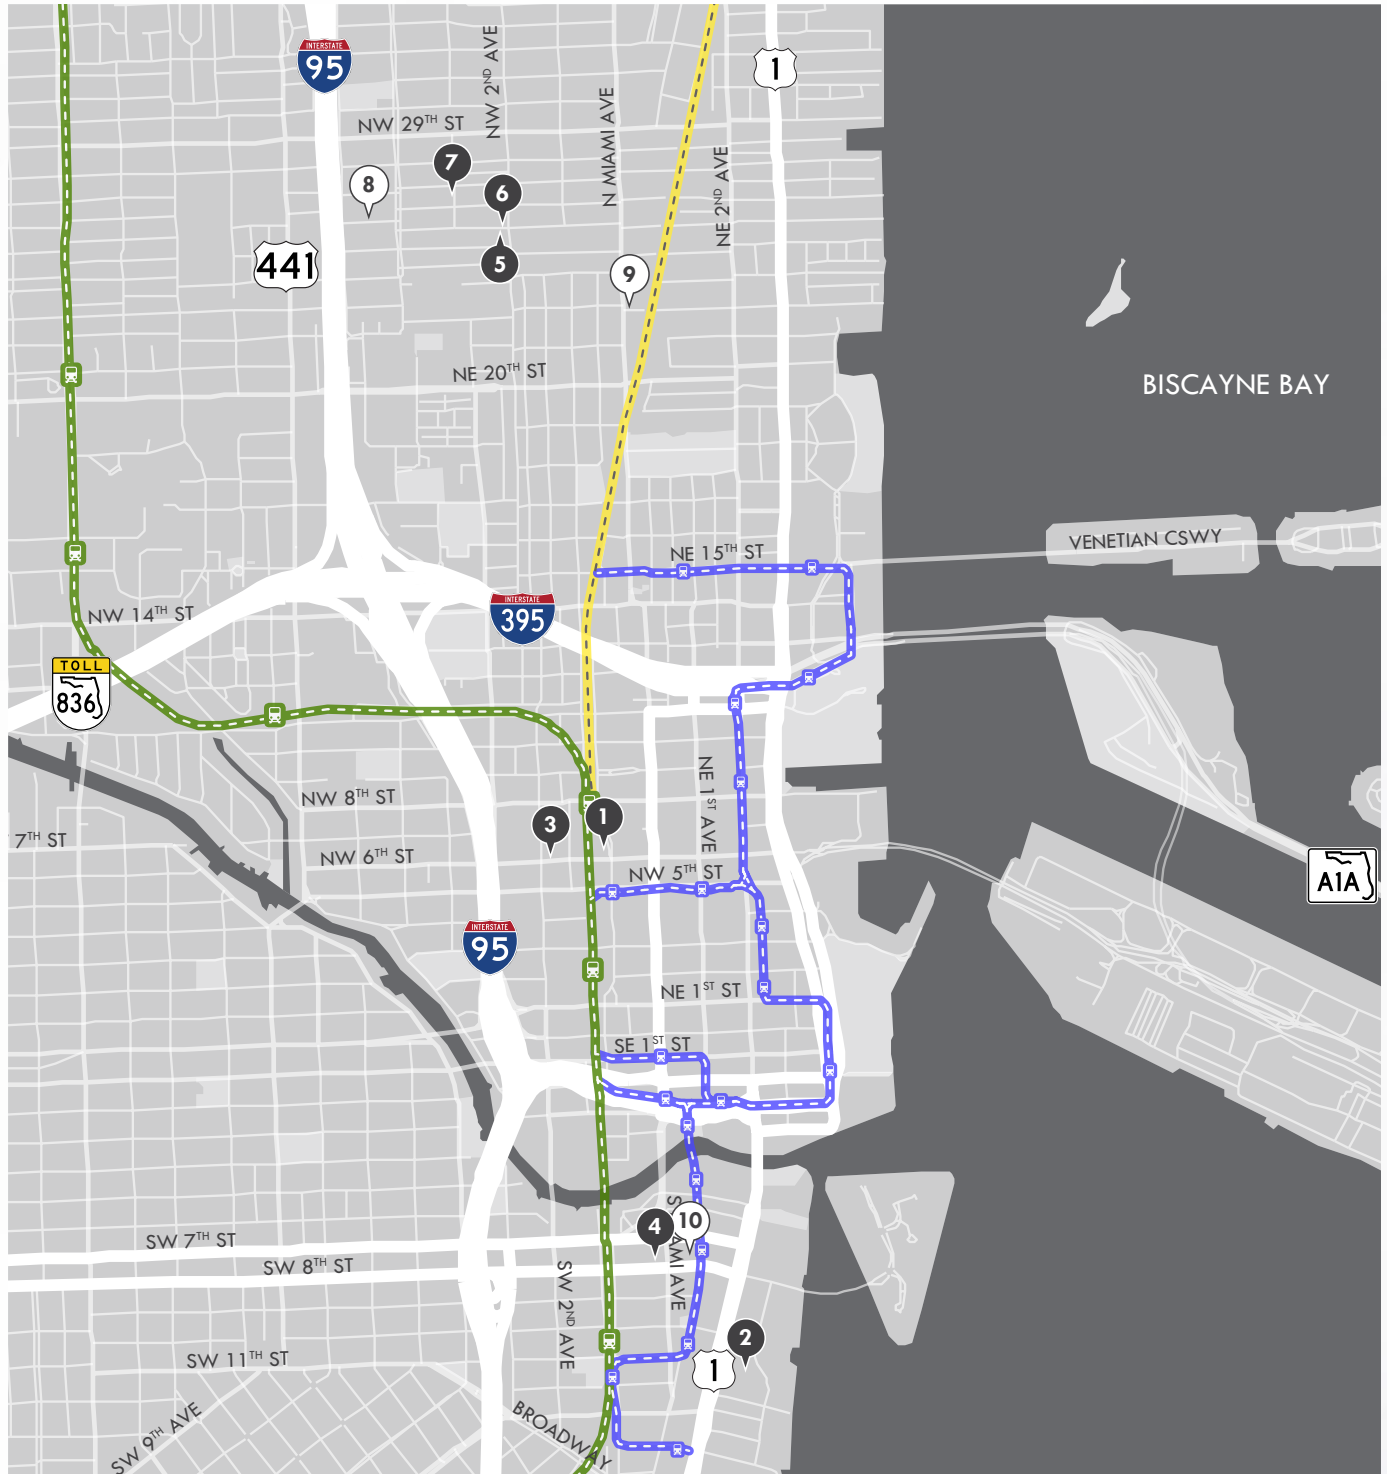 INTERSTATE
95
NW 2ND AVE
1
N MIAMI AVE
NW 29TH ST
7
8
6
NE 2ND AVE
441
5
9
NE 20TH ST
BISCAYNE BAY
VENETIAN CSWY
NE 15TH ST
INTERSTATE
395
NW 14TH ST
TOLL
836
NE 1ST AVE
NW 8TH ST
3
1
7TH ST
NW 6TH ST
NW 5TH ST
A1A
INTERSTATE
95
NE 1ST ST
SE 1ST ST
4
10
S
AMI AVE
SW 7TH ST
SW 8TH ST
SW 2ND AVE
2
1
SW 11TH ST
SW 9TH AVE
BROADWAY